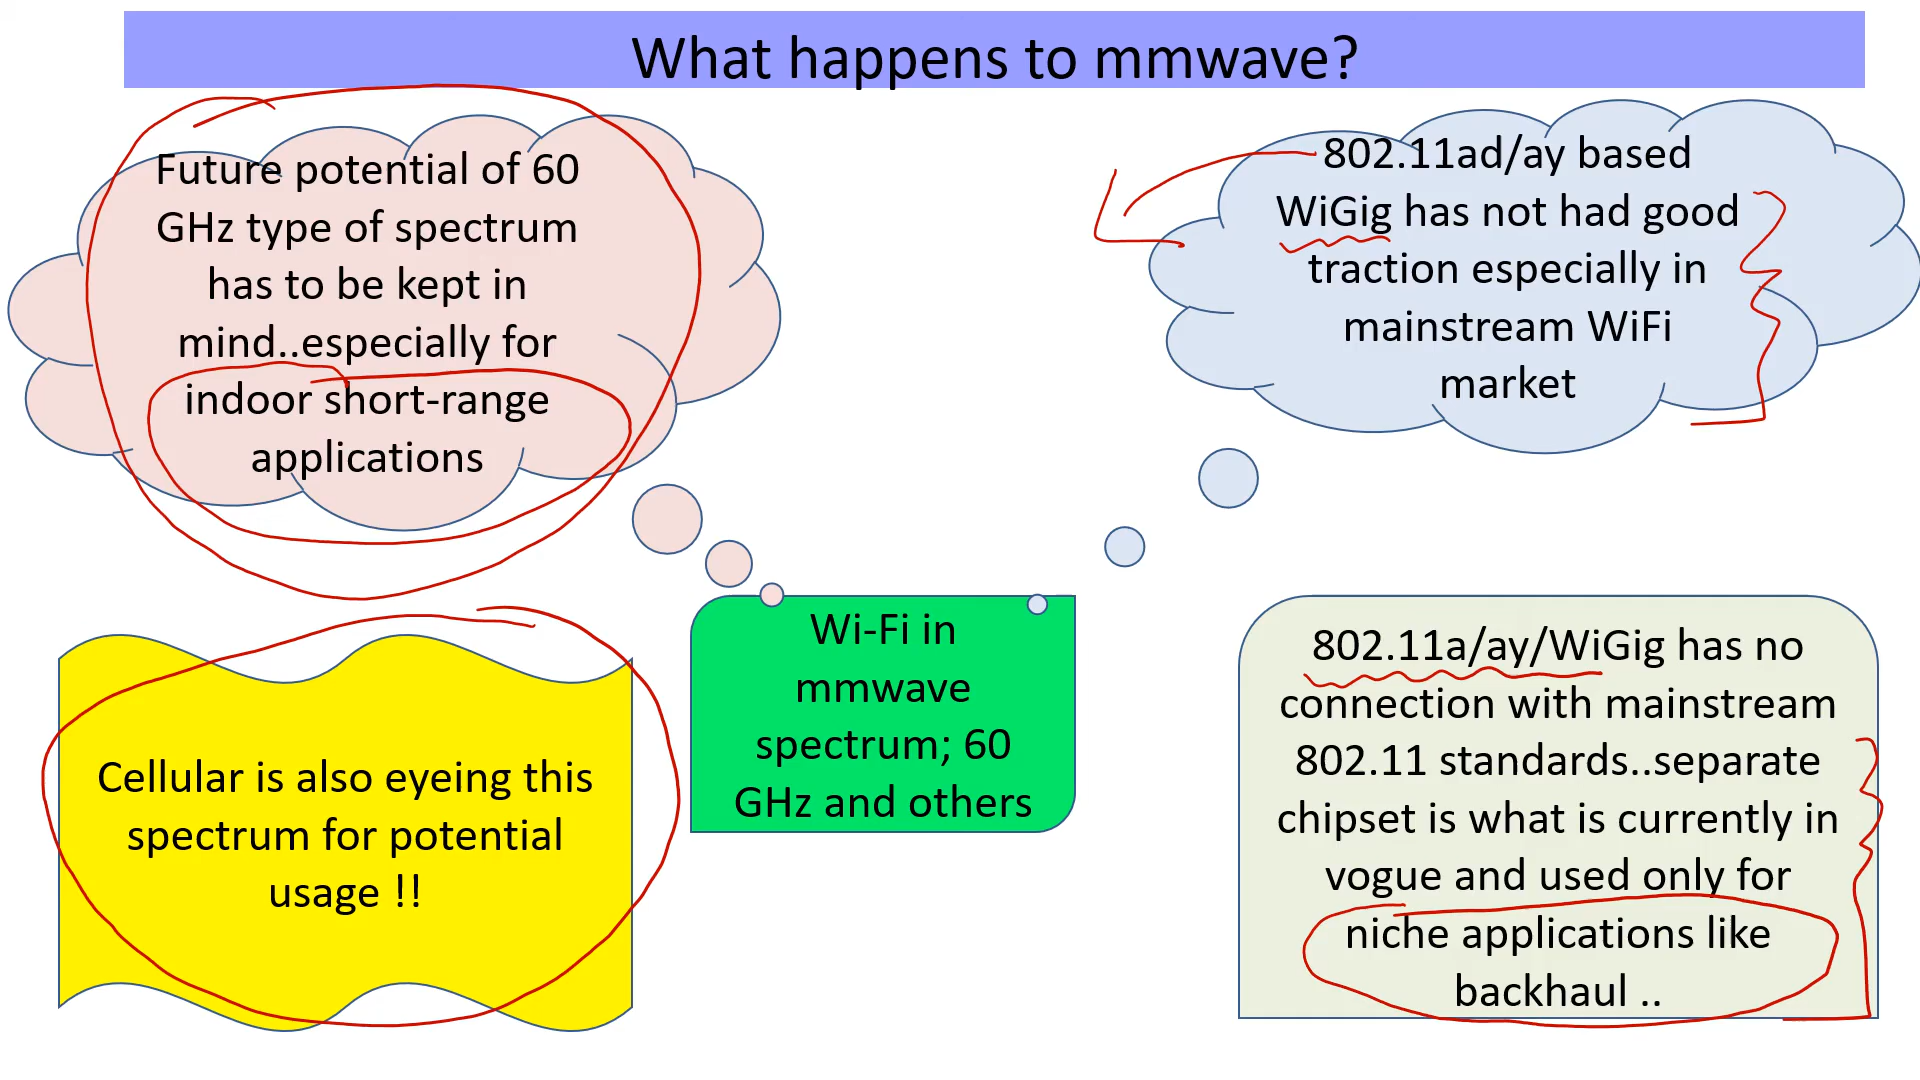 What happens to mmwave?
Future potential of 60
GHz type of spectrum
has to be kept in
mind..especially for
indoor short-range
applications
802.11ad/ay based
WiGig has not had good
traction especially in
mainstream WiFi
market
Wi-Fi in
mmwave
spectrum; 60
GHz and others
Cellular is also eyeing this
spectrum for potential
usage !!
802.11a/ay/WiGig has no
connection with mainstream
802.11 standards..separate
chipset is what is currently in
vogue and used only for
niche applications like
backhaul ..